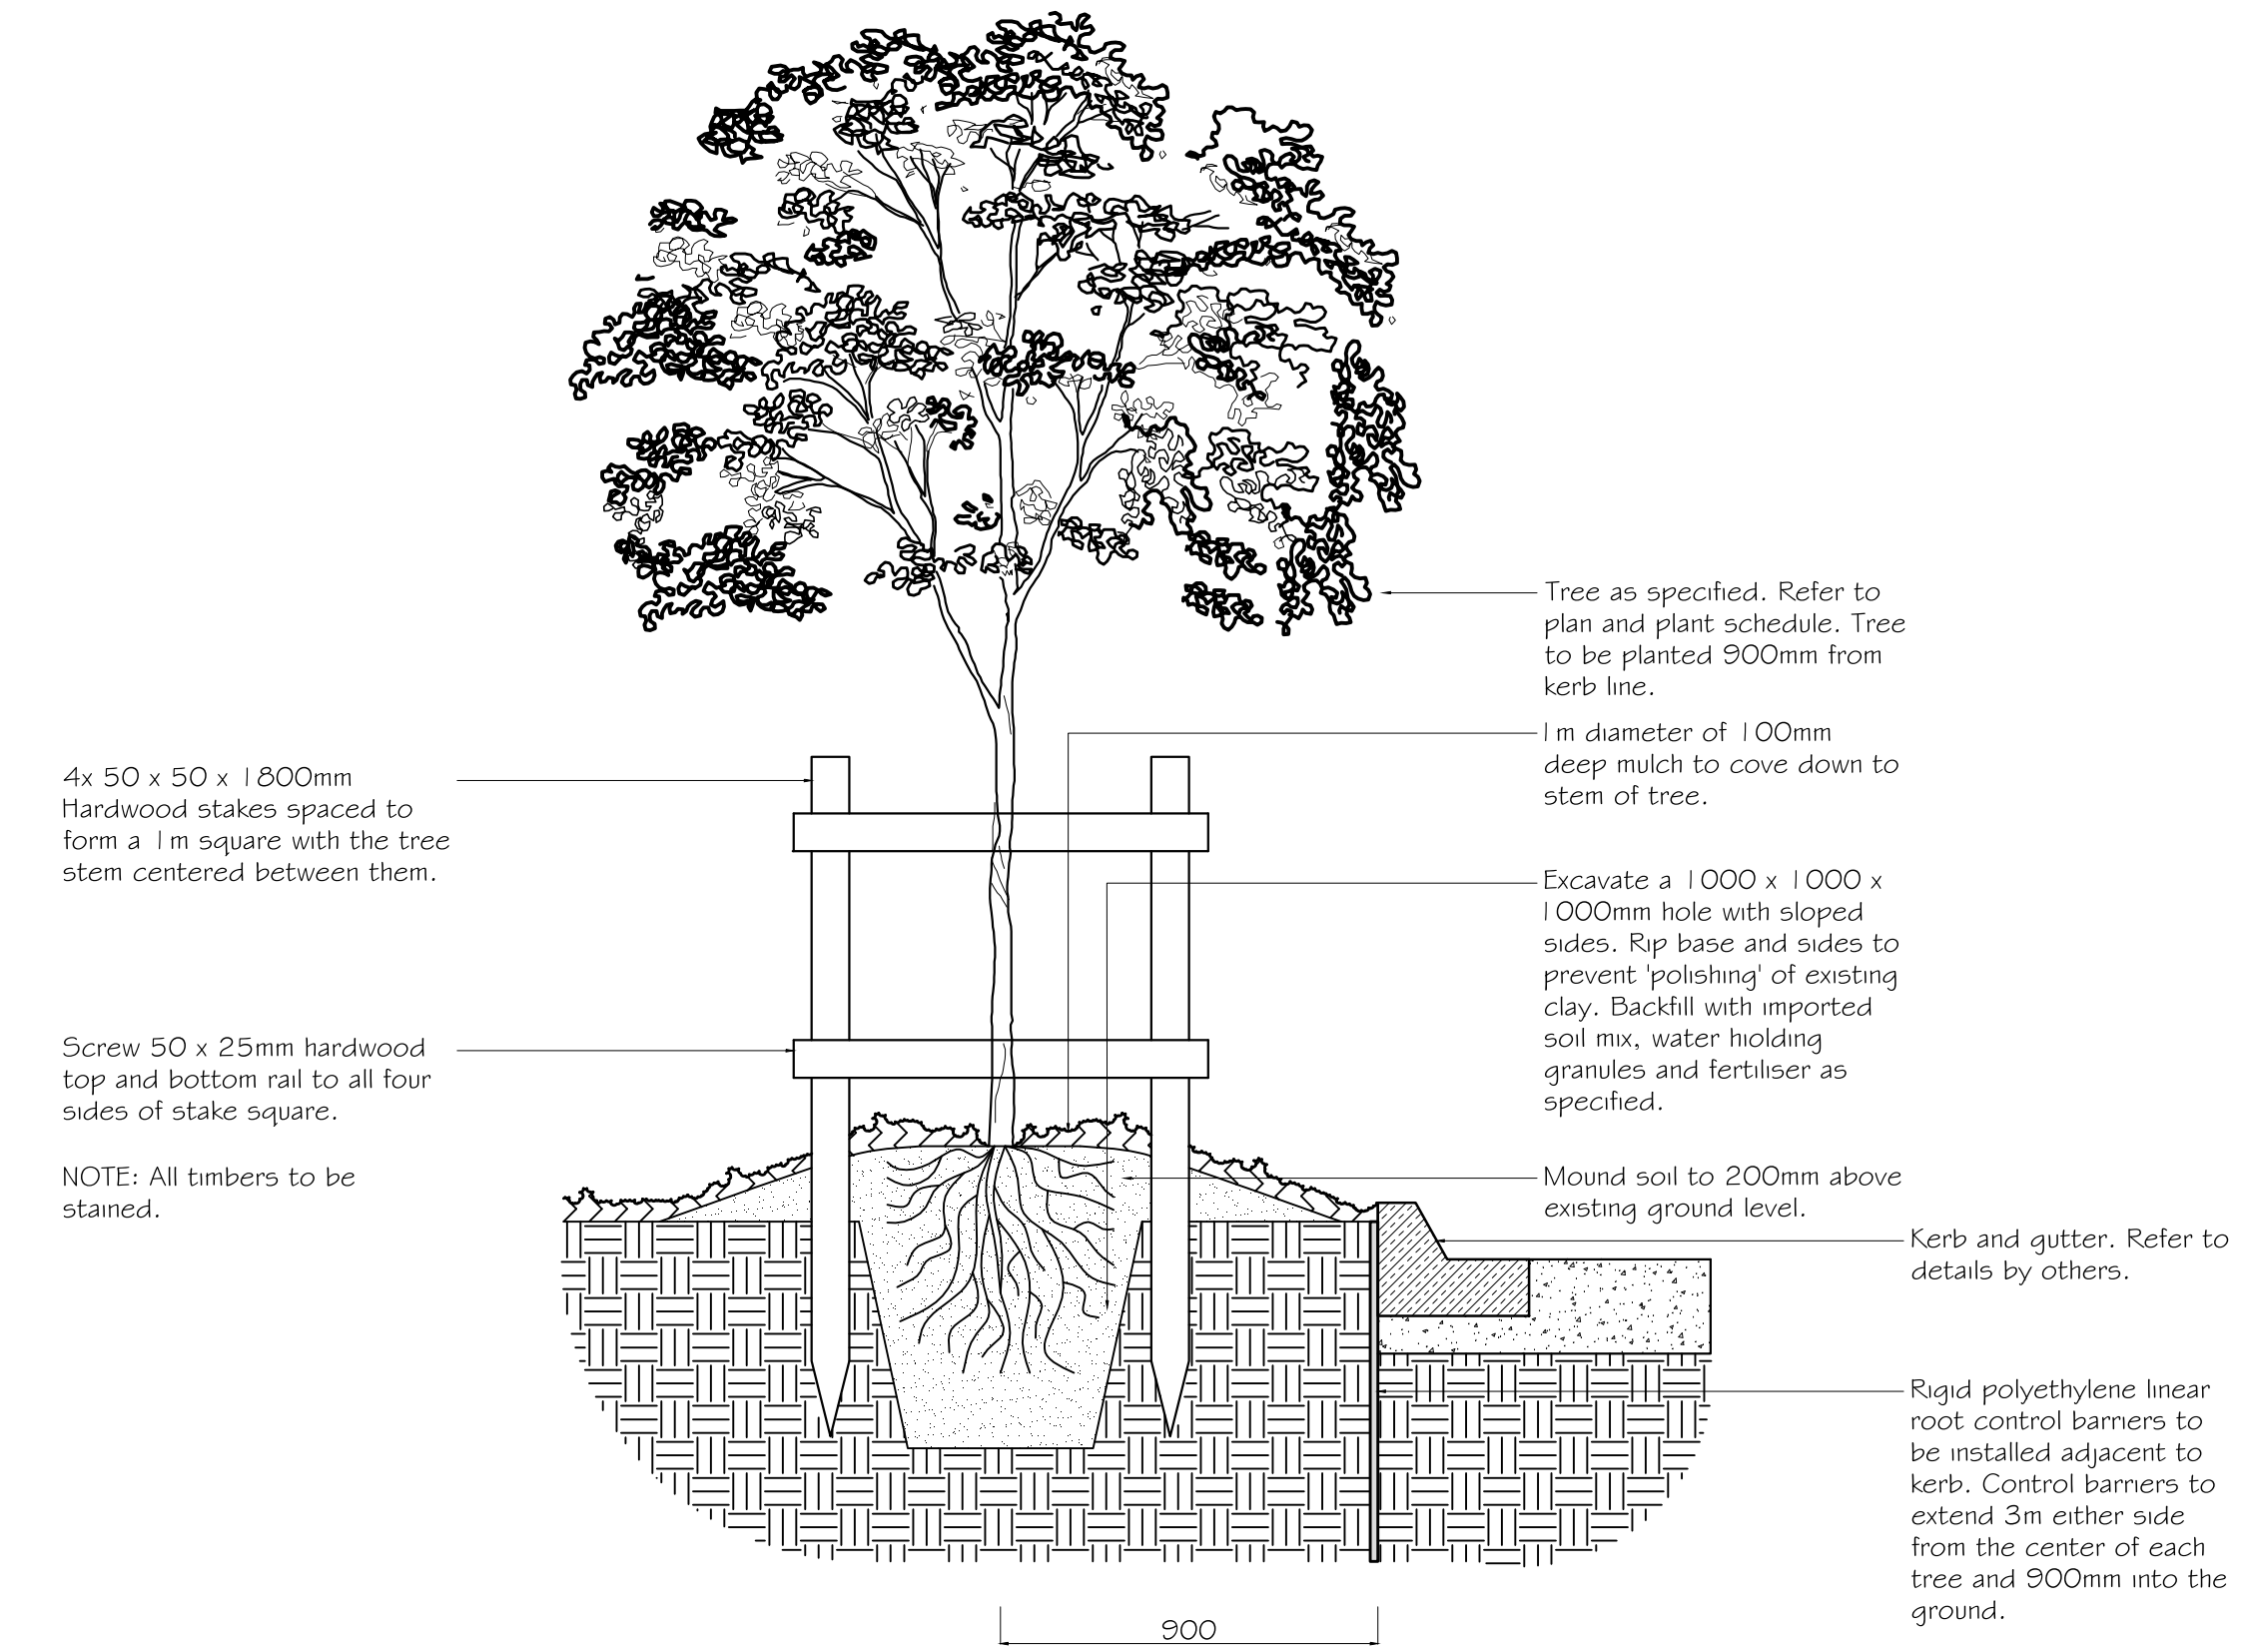 4x 50 x 50 x 1800mm
Hardwood stakes spaced to
form a 1m square with the tree
stem centered between them.
Screw 50 x 25mm hardwood
top and bottom rail to all four
sides of stake square.
NOTE: All timbers to be
stained.
Tree as specified. Refer to
plan and plant schedule. Tree
to be planted 900mm from
kerb line.
1m diameter of 100mm
deep mulch to cove down to
stem of tree.
Excavate a 1000 x 1000 x
1000mm hole with sloped
sides. Rip base and sides to
prevent 'polishing' of existing
clay. Backfill with imported
soil mix, water hiolding
granules and fertiliser as
specified.
Mound soil to 200mm above
existing ground level.
Kerb and gutter. Refer to
details by others.
Rigid polyethylene linear
root control barriers to
be installed adjacent to
kerb. Control barriers to
extend 3m either side
from the center of each
tree and 900mm into the
ground.
900